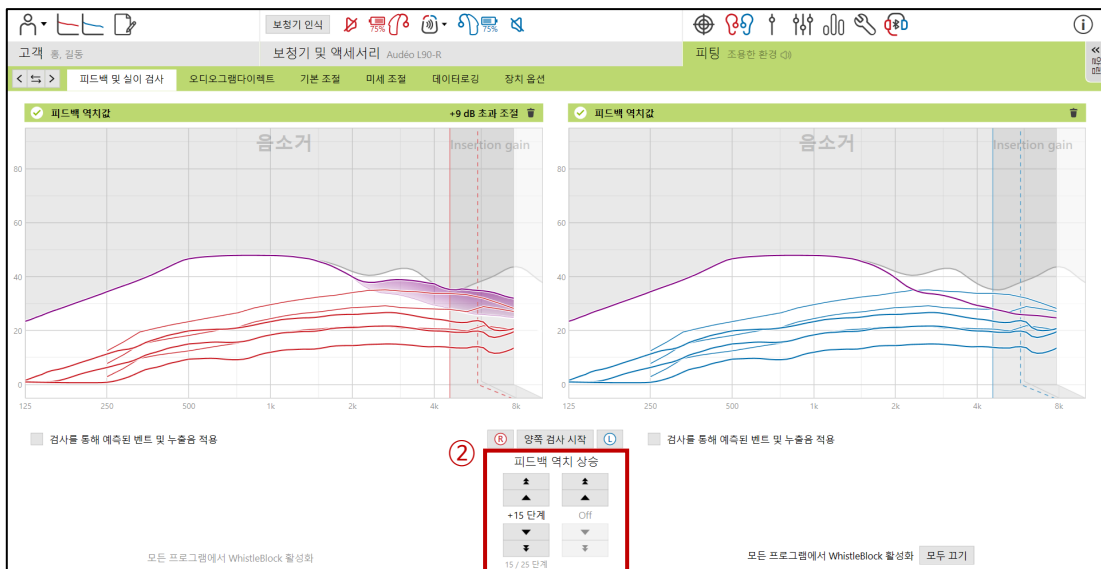 보청기 인식
75%
75%
고객 홍, 길동
보청기 및 액세서리 Audéo L90-R
피팅 조용한 환경
알림
피드백 및 실이 검사
오디오그램다이렉트
기본 조절
미세 조절
데이터로깅
장치 옵션
피드백 역치값
+9 dB 초과 조절
음소거
Insertion gain
80
60
40
20
0
125 250 500 1k 2k 4k 8k
피드백 역치값
음소거
Insertion gain
80
60
40
20
0
125 250 500 1k 2k 4k 8k
검사를 통해 예측된 벤트 및 누출음 적용
R 양쪽 검사 시작 L
검사를 통해 예측된 벤트 및 누출음 적용
②
피드백 역치 상승
+15 단계
Off
15 / 25 단계
모든 프로그램에서 WhistleBlock 활성화
모든 프로그램에서 WhistleBlock 활성화 모두 끄기